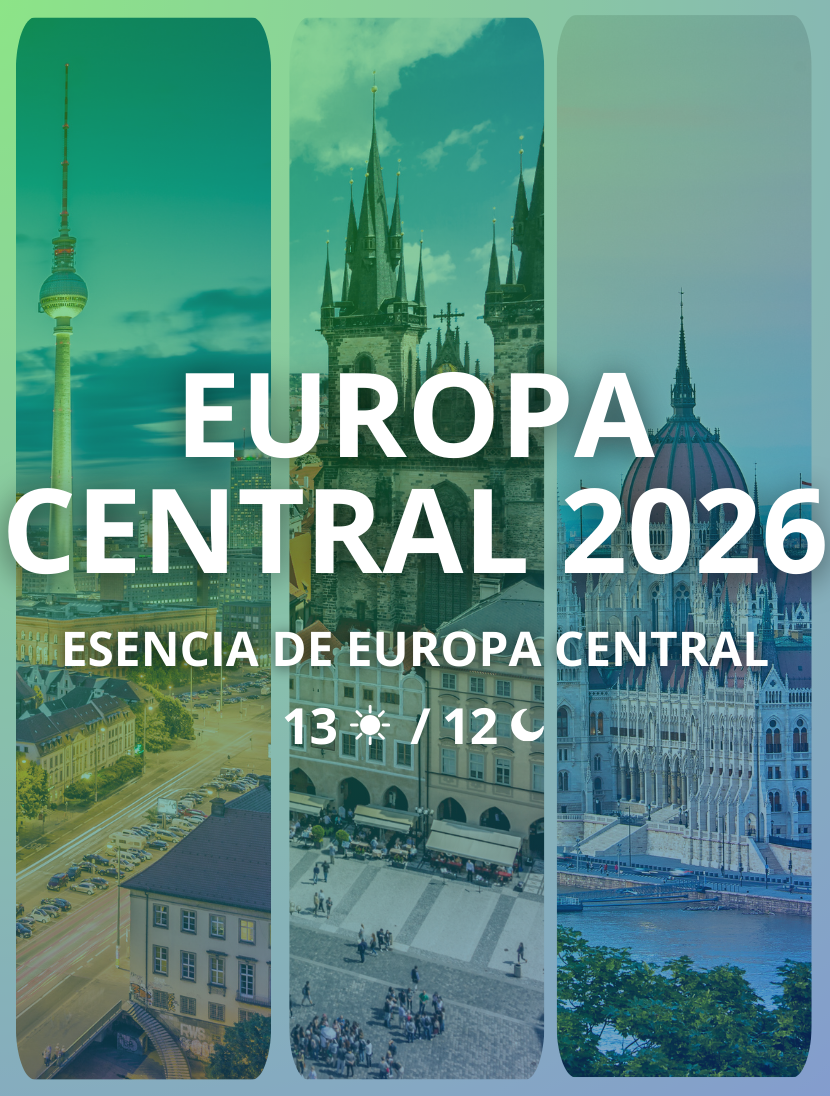 EUROPA
CENTRAL 2026
ESENCIA DE EUROPA CENTRAL
13 / 12